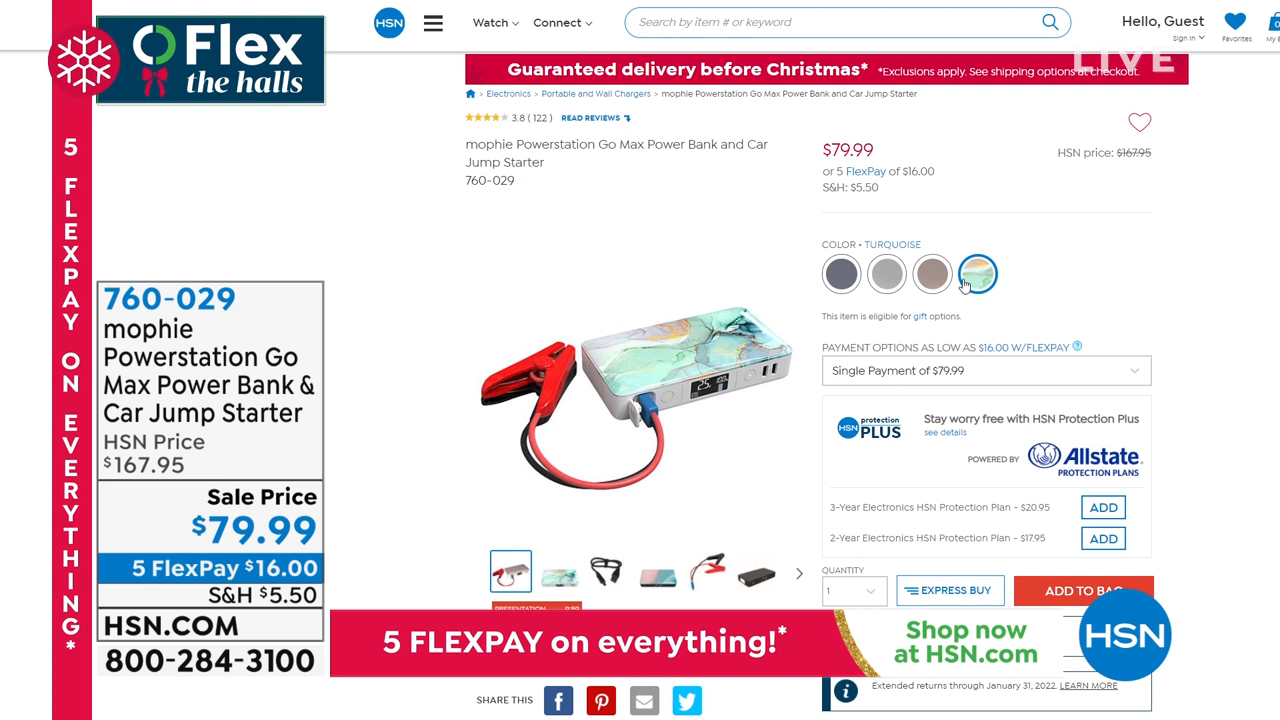 Flex
the halls
5 FLEXPAY ON EVERYTHING*
760-029
mophie
Powerstation Go
Max Power Bank &
Car Jump Starter
HSN Price
$167.95
Sale Price
$79.99
5 FlexPay $16.00
S&H $5.50
HSN.COM
800-284-3100
HSN
Watch
Connect
Search by item # or keyword
Hello, Guest
Sign In
Favorites
0
LIVE
Guaranteed delivery before Christmas* *Exclusions apply. See shipping options at checkout.
> Electronics > Portable and Wall Chargers > mophie Powerstation Go Max Power Bank and Car Jump Starter
3.8 ( 122 ) READ REVIEWS
mophie Powerstation Go Max Power Bank and Car
Jump Starter
760-029
$79.99
HSN price: $167.95
or 5 FlexPay of $16.00
S&H: $5.50
COLOR • TURQUOISE
This item is eligible for gift options.
PAYMENT OPTIONS AS LOW AS $16.00 W/FLEXPAY ?
Single Payment of $79.99
HSN protection PLUS
Stay worry free with HSN Protection Plus
see details
POWERED BY Allstate
PROTECTION PLANS
3-Year Electronics HSN Protection Plan - $20.95 ADD
2-Year Electronics HSN Protection Plan - $17.95 ADD
QUANTITY
1
EXPRESS BUY
ADD TO BAG
PRESENTATION
5 FLEXPAY on everything!*
Shop now
at HSN.com
HSN
Extended returns through January 31, 2022. LEARN MORE
SHARE THIS